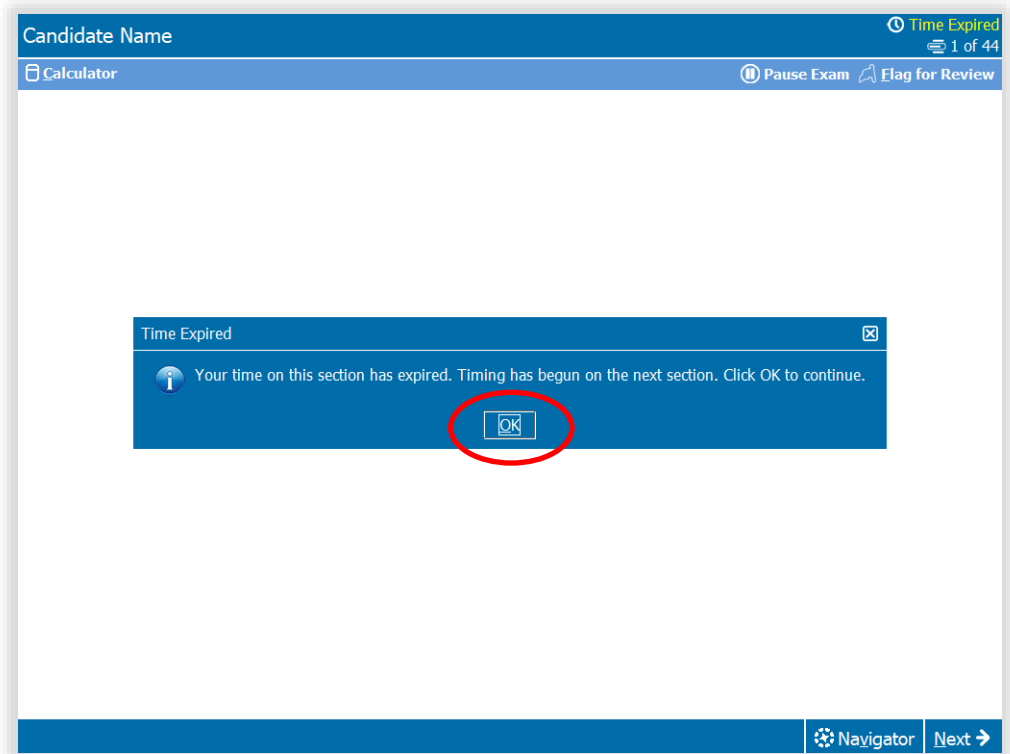 Candidate Name
Time Expired
1 of 44
Calculator
Pause Exam
Flag for Review
Time Expired
Your time on this section has expired. Timing has begun on the next section. Click OK to continue.
OK
Navigator
Next